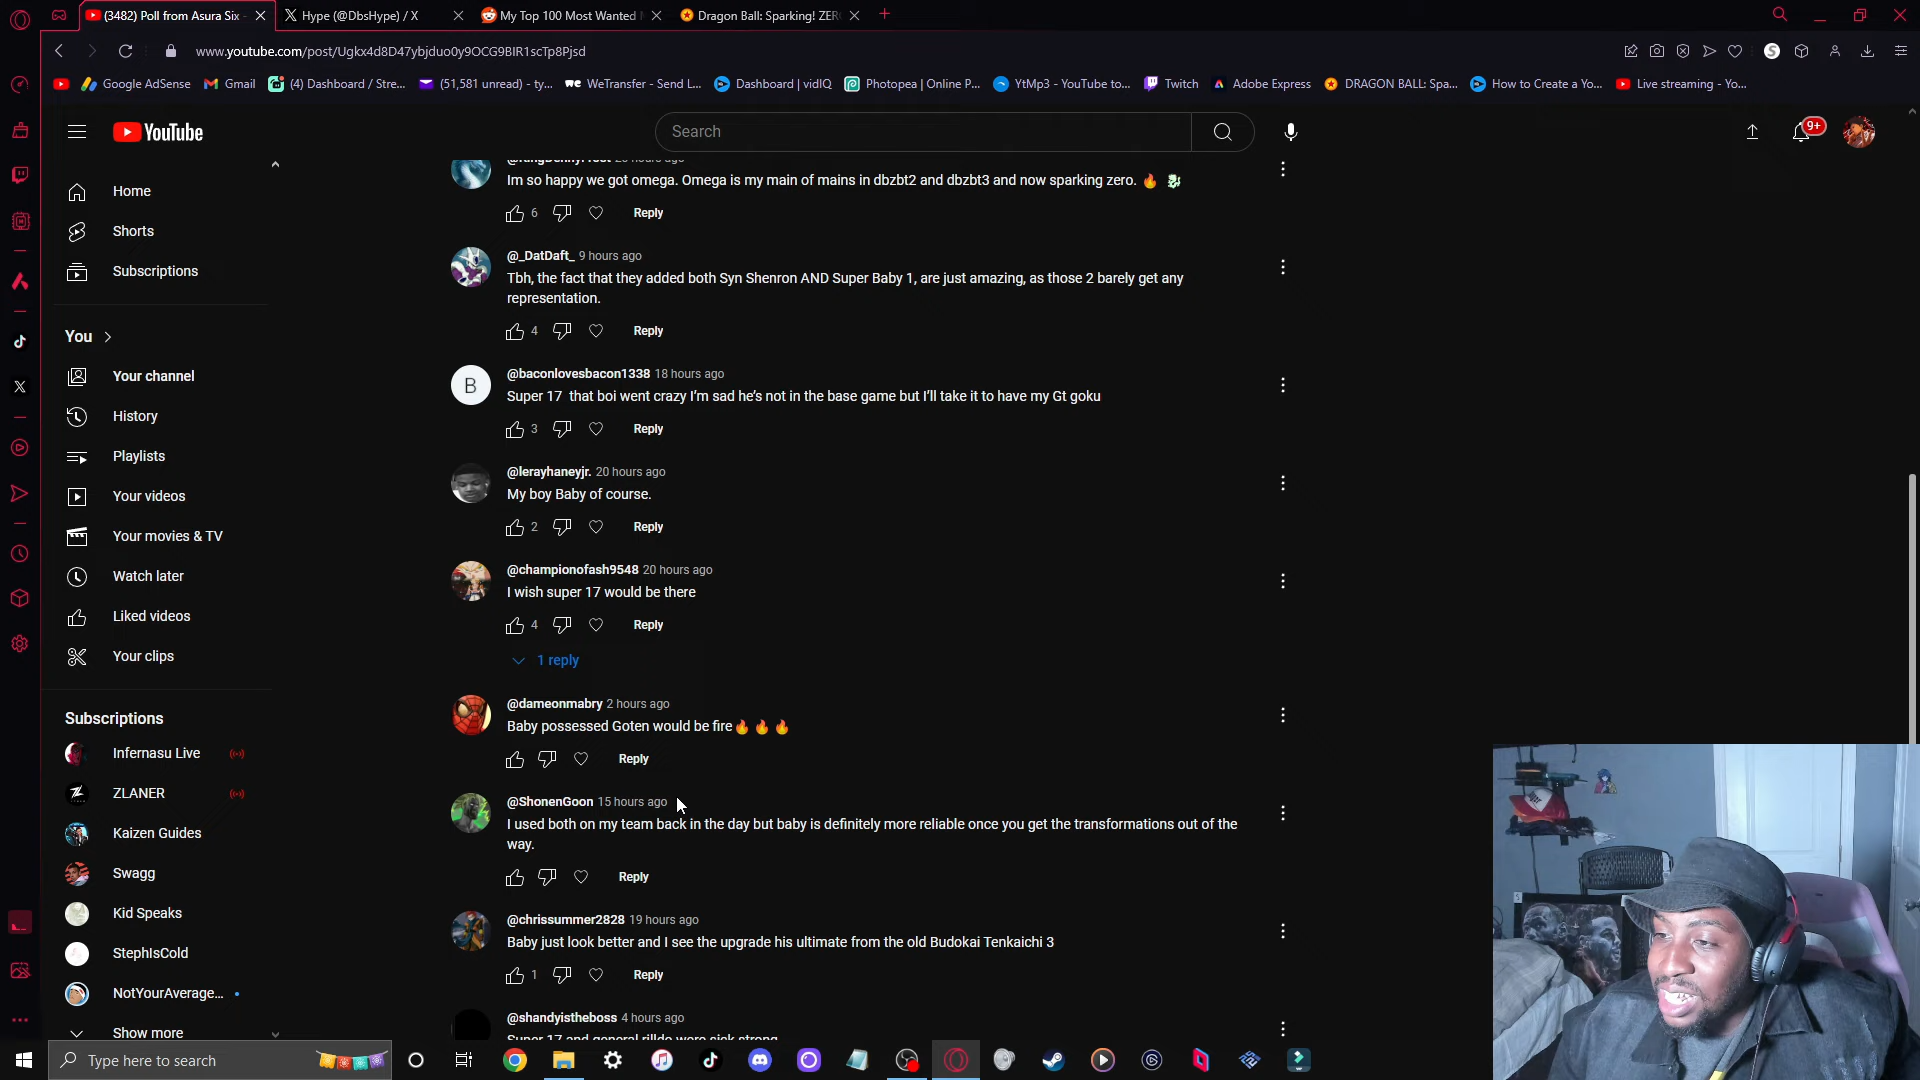 (3482) Poll from Asura Six -
Hype (@DbsHype) / X
My Top 100 Most Wanted
Dragon Ball: Sparking! ZER
www.youtube.com/post/Ugkx4d8D47ybjduo0y9OCG9BIR1scTp8Pjsd
Google AdSense
Gmail
(4) Dashboard / Stre...
(51,581 unread) - ty...
WeTransfer - Send L...
Dashboard | vidIQ
Photopea | Online P...
YtMp3 - YouTube to...
Twitch
Adobe Express
DRAGON BALL: Spa...
How to Create a Yo...
Live streaming - Yo...
YouTube
Search
9+
Home
Shorts
Subscriptions
You
Your channel
History
Playlists
Your videos
Your movies & TV
Watch later
Liked videos
Your clips
Subscriptions
Infernasu Live
ZLANER
Kaizen Guides
Swagg
Kid Speaks
StephIsCold
NotYourAverage...
Show more
Im so happy we got omega. Omega is my main of mains in dbzbt2 and dbzbt3 and now sparking zero. 🔥 🐉
6 Reply
@_DatDaft_ 9 hours ago
Tbh, the fact that they added both Syn Shenron AND Super Baby 1, are just amazing, as those 2 barely get any
representation.
4 Reply
B
@baconlovesbacon1338 18 hours ago
Super 17 that boi went crazy I'm sad he's not in the base game but I'll take it to have my Gt goku
3 Reply
@lerayhaneyjr. 20 hours ago
My boy Baby of course.
2 Reply
@championofash9548 20 hours ago
I wish super 17 would be there
4 Reply
1 reply
@dameonmabry 2 hours ago
Baby possessed Goten would be fire🔥🔥🔥
Reply
@ShonenGoon 15 hours ago
I used both on my team back in the day but baby is definitely more reliable once you get the transformations out of the
way.
Reply
@chrissummer2828 19 hours ago
Baby just look better and I see the upgrade his ultimate from the old Budokai Tenkaichi 3
1 Reply
@shandyistheboss 4 hours ago
Super 17 and general rilldo were sick strong
Type here to search